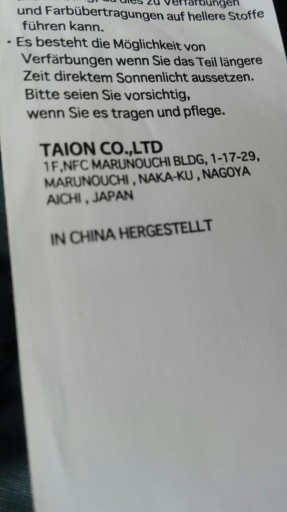 und Farbübertragungen auf hellere Stoffe
führen kann.
· Es besteht die Möglichkeit von
Verfärbungen wenn Sie das Teil längere
Zeit direktem Sonnenlicht aussetzen.
Bitte seien Sie vorsichtig,
wenn Sie es tragen und pflege.
TAION CO.,LTD
1F,NFC MARUNOUCHI BLDG, 1-17-29,
MARUNOUCHI , NAKA-KU , NAGOYA
AICHI , JAPAN
IN CHINA HERGESTELLT